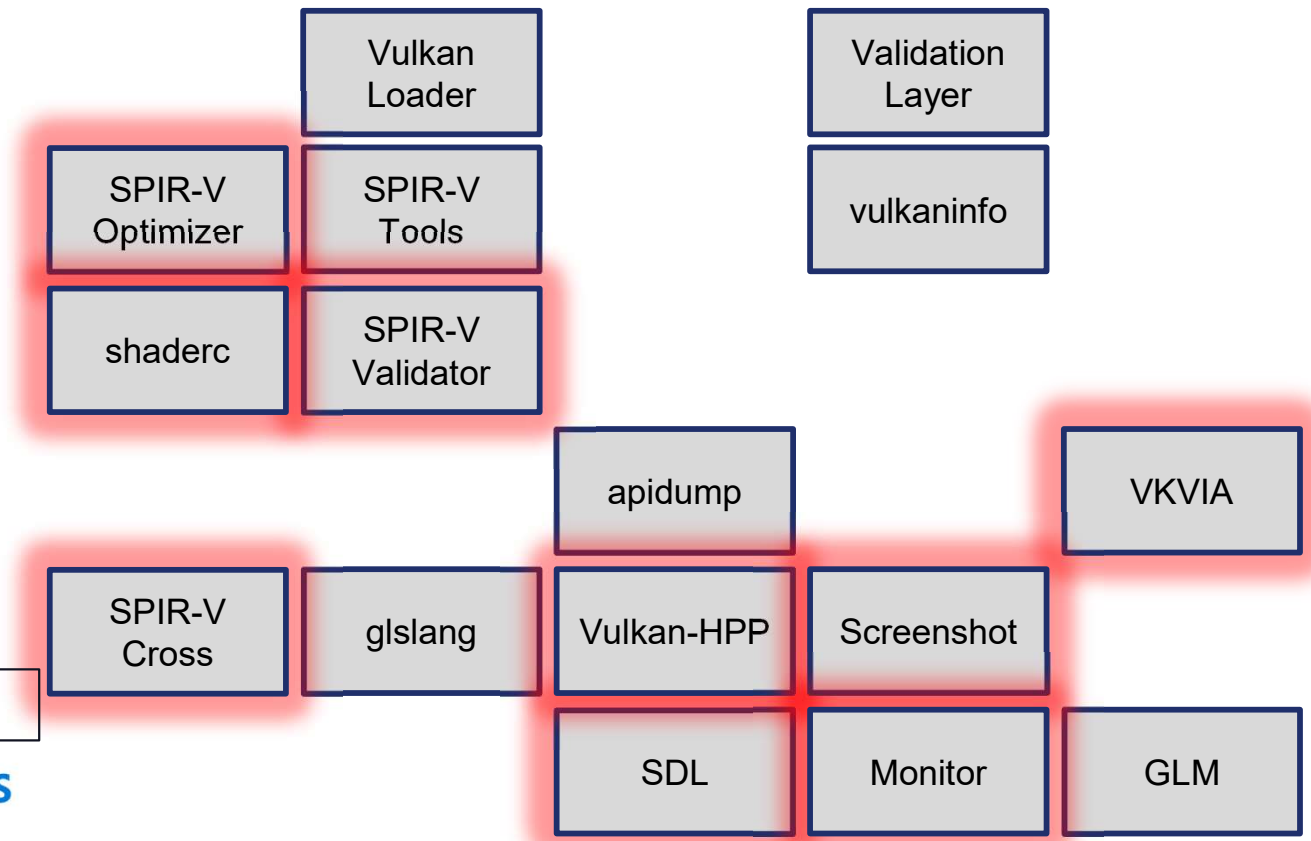 Vulkan
Loader
Validation
Layer
SPIR-V
Optimizer
SPIR-V
Tools
vulkaninfo
shaderc
SPIR-V
Validator
apidump
VKVIA
SPIR-V
Cross
glslang
Vulkan-HPP
Screenshot
SDL
Monitor
GLM
s